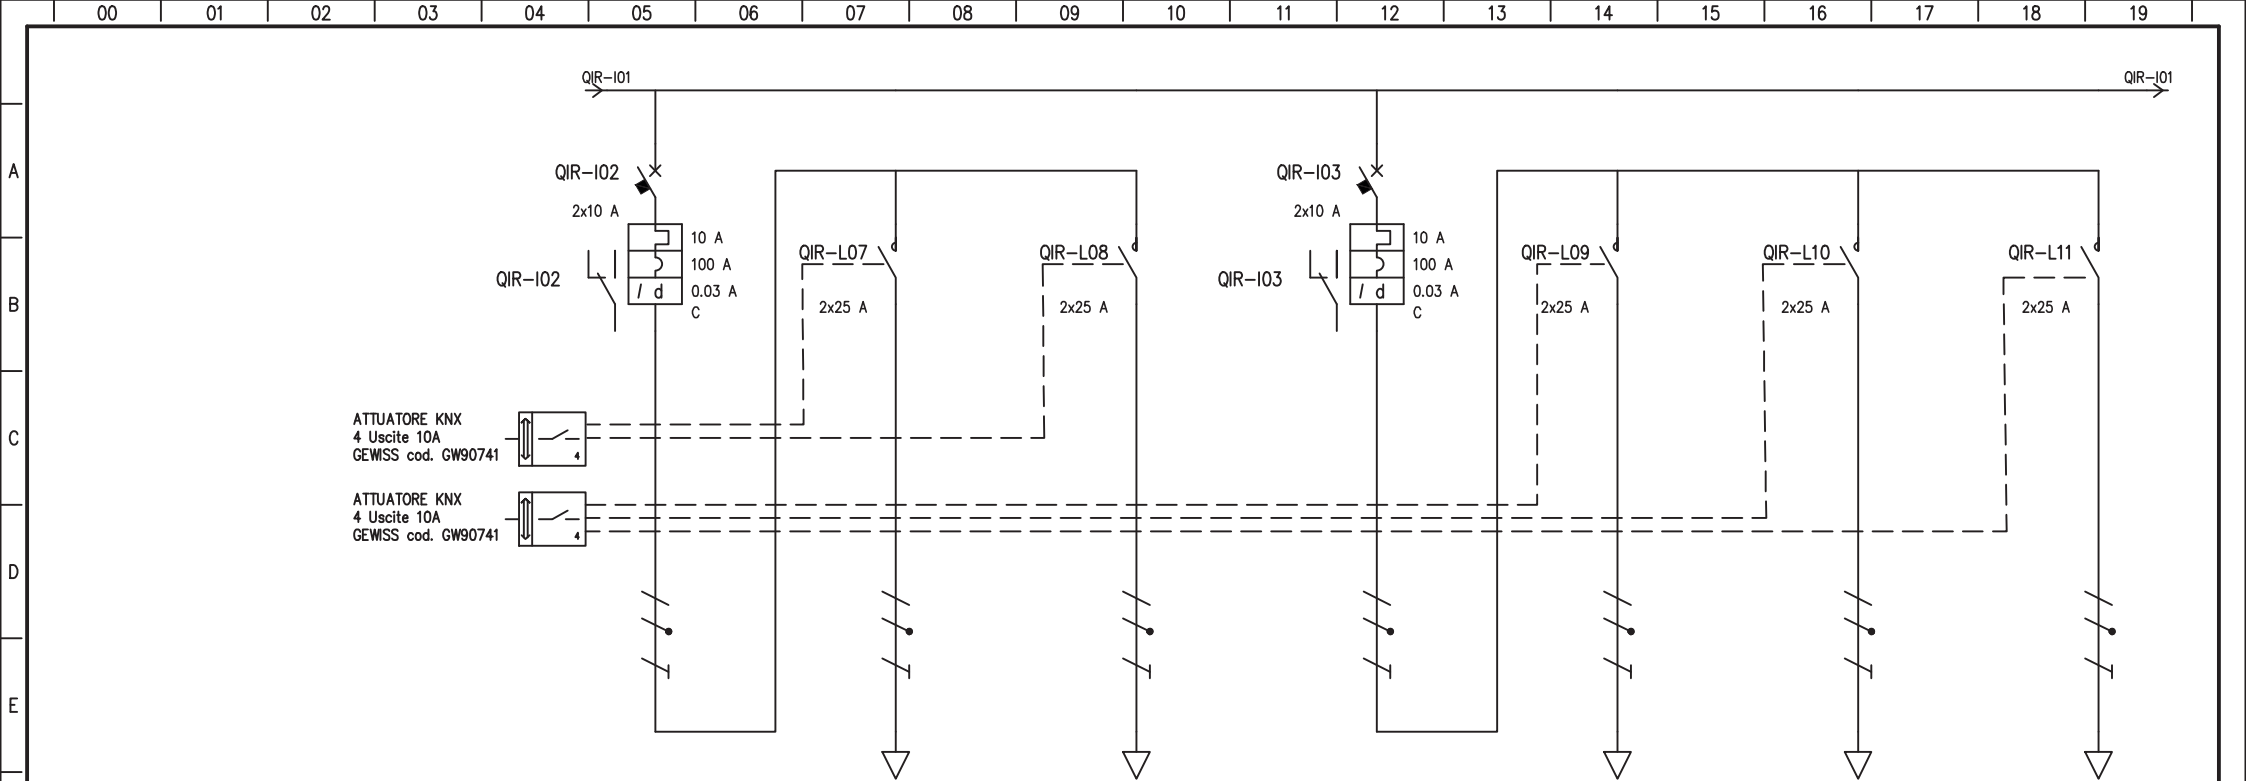 00 01 02 03 04 05 06 07 08 09 10 11 12 13 14 15 16 17 18 19
QIR-I01 QIR-I01
A
QIR-I02 QIR-I03
2x10 A 2x10 A
10 A 10 A
QIR-L07 QIR-L08 QIR-L09 QIR-L10 QIR-L11
100 A 100 A
QIR-I02 QIR-I03
I d 0.03 A I d 0.03 A
B
2x25 A 2x25 A 2x25 A 2x25 A 2x25 A
C C
ATTUATORE KNX
C
4 Uscite 10A
GEWISS cod. GW90741
4
ATTUATORE KNX
4 Uscite 10A
GEWISS cod. GW90741
4
D
E